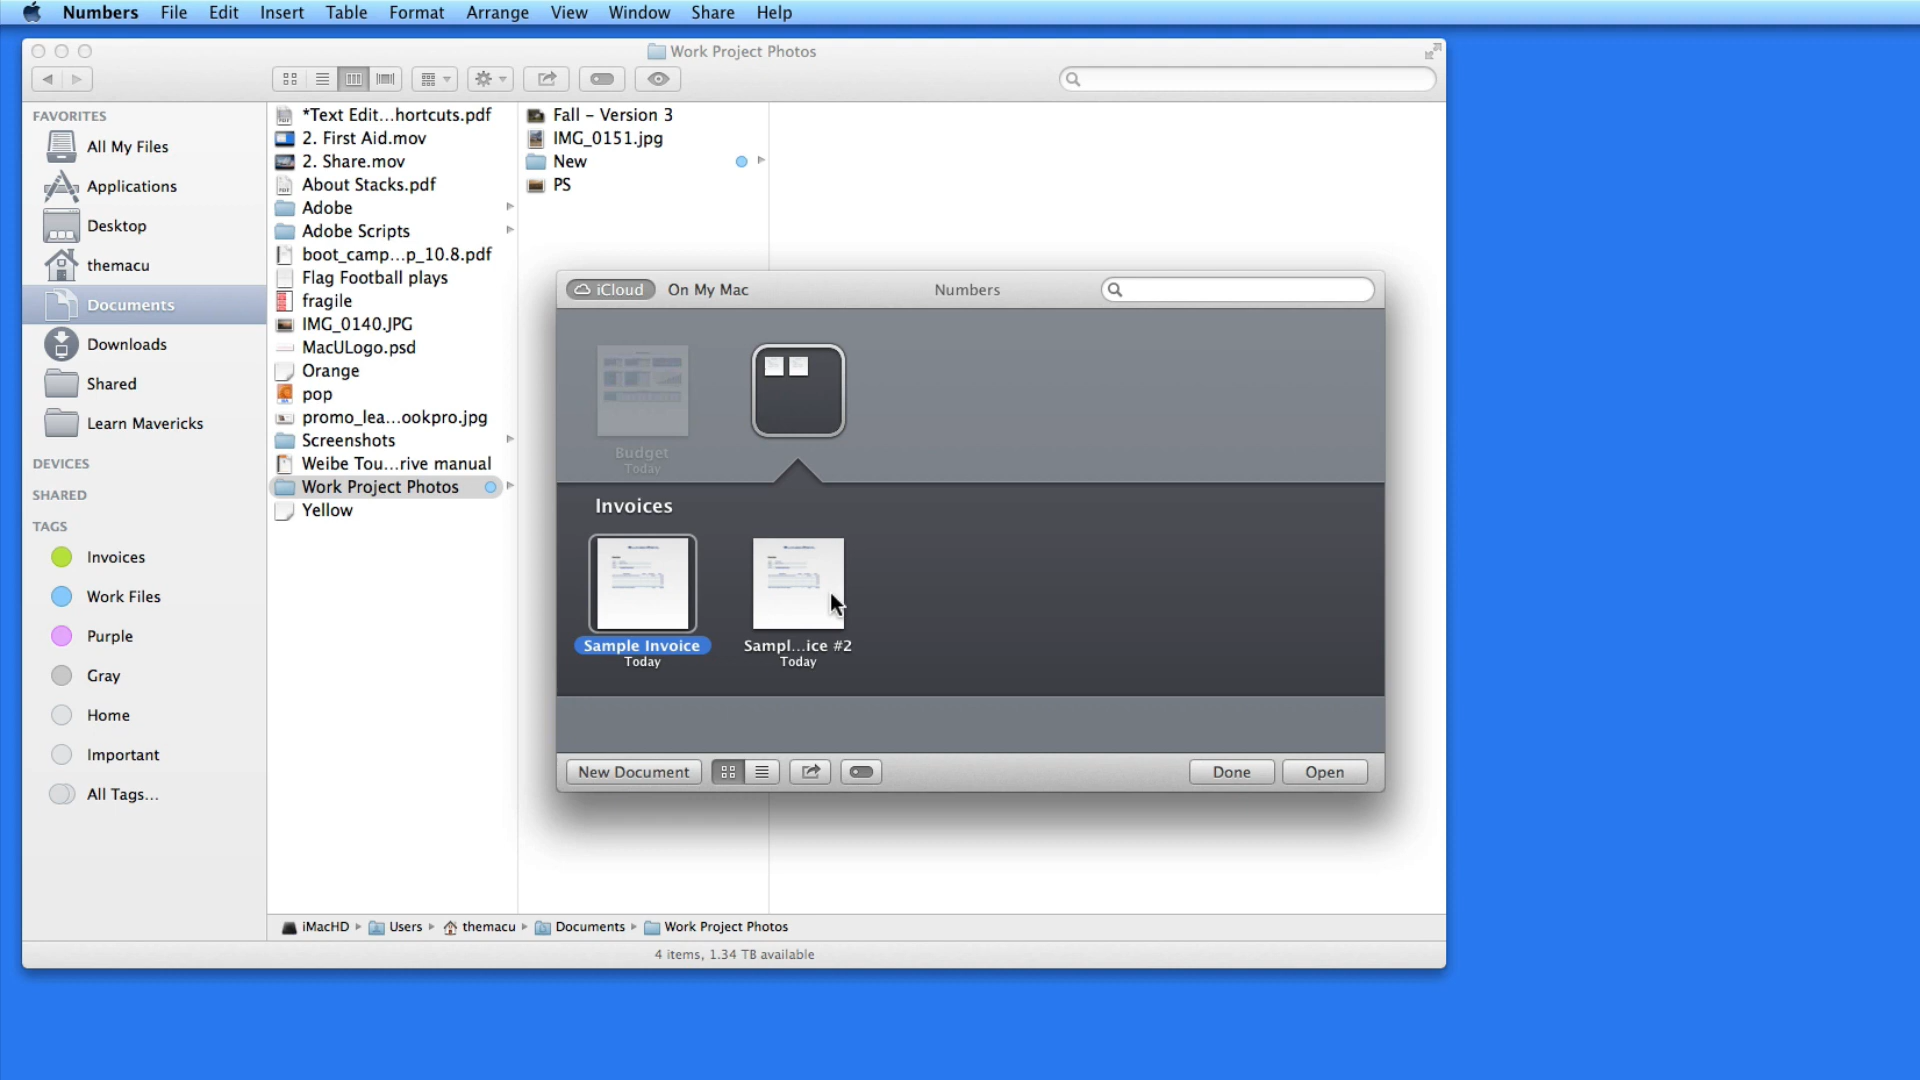 Numbers File Edit Insert Table Format Arrange View Window Share Help
Work Project Photos
FAVORITES
All My Files
Applications
Desktop
themacu
Documents
Downloads
Shared
Learn Mavericks
DEVICES
SHARED
TAGS
Invoices
Work Files
Purple
Gray
Home
Important
All Tags...
*Text Edit...hortcuts.pdf
2. First Aid.mov
2. Share.mov
About Stacks.pdf
Adobe
Adobe Scripts
boot_camp...p_10.8.pdf
Flag Football plays
fragile
IMG_0140.JPG
MacULogo.psd
Orange
pop
promo_lea...ookpro.jpg
Screenshots
Weibe Tou...rive manual
Work Project Photos
Yellow
Fall - Version 3
IMG_0151.jpg
New
PS
iCloud On My Mac Numbers
Budget
Today
Invoices
Sample Invoice
Today
Sampl...ice #2
Today
New Document Done Open
iMacHD Users themacu Documents Work Project Photos
4 items, 1.34 TB available